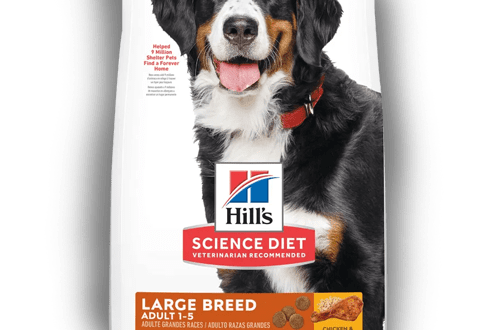 Helped
9 Million
Shelter Pets
Find a Forever
Home
Hill's
SCIENCE DIET
VETERINARIAN RECOMMENDED
LARGE BREED
ADULT 1-5
ADULTE GRANDES RACES / ADULTO RAZAS GRANDES
CHICKEN &